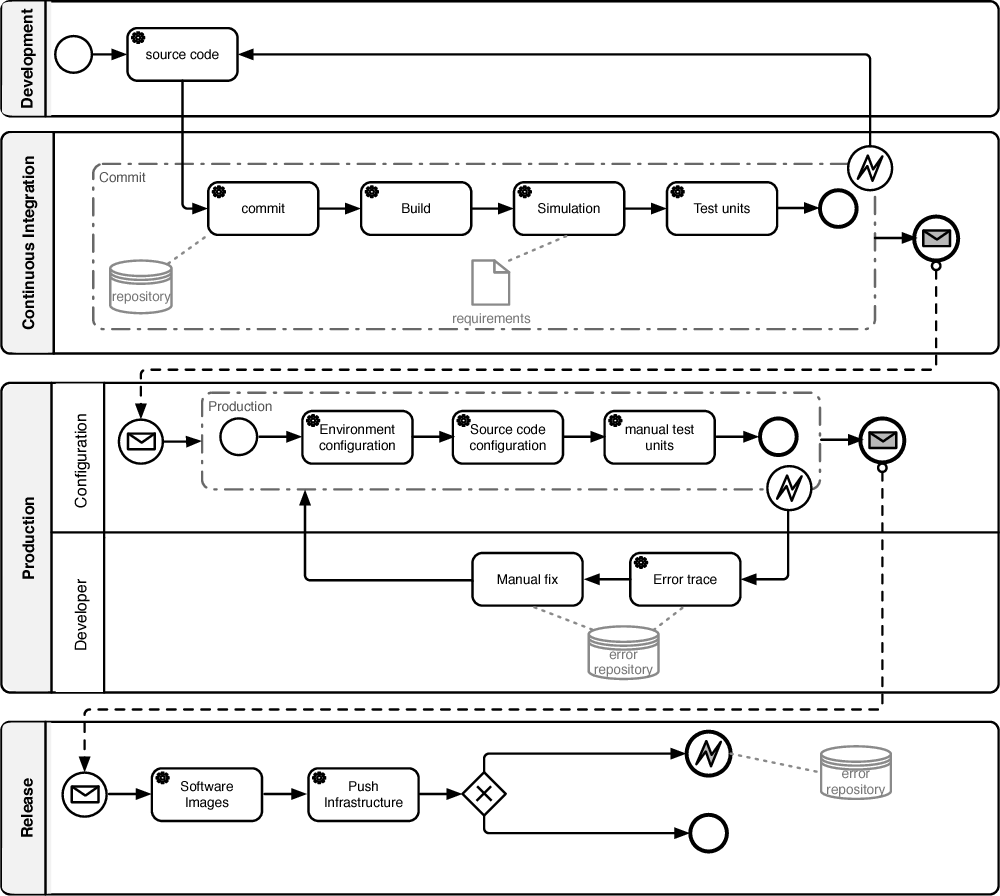 Development
source code
Continuous Integration
Commit
commit
Build
Simulation
Test units
repository
requirements
Production
Configuration
Production
Environment
configuration
Source code
configuration
manual test
units
Developer
Manual fix
Error trace
error
repository
Release
Software
Images
Push
Infrastructure
error
repository